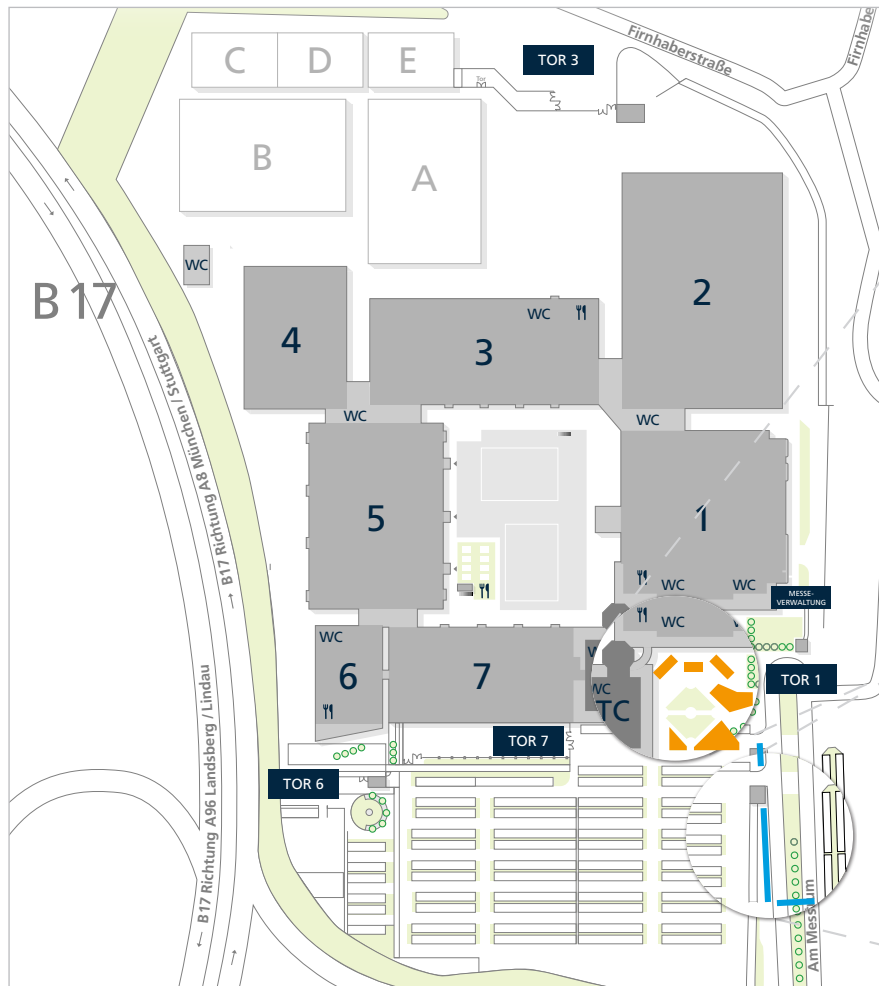 Firnhaberstraße
Firnhaber
C
D
E
TOR 3
Tor
B
A
WC
B 17
2
4
3
WC
WC
WC
B17 Richtung A8 München / Stuttgart
5
1
WC
WC
MESSE-
VERWALTUNG
WC
WC
6
7
WC
TC
TOR 1
TOR 7
TOR 6
B17 Richtung A96 Landsberg / Lindau
Am Messezentrum